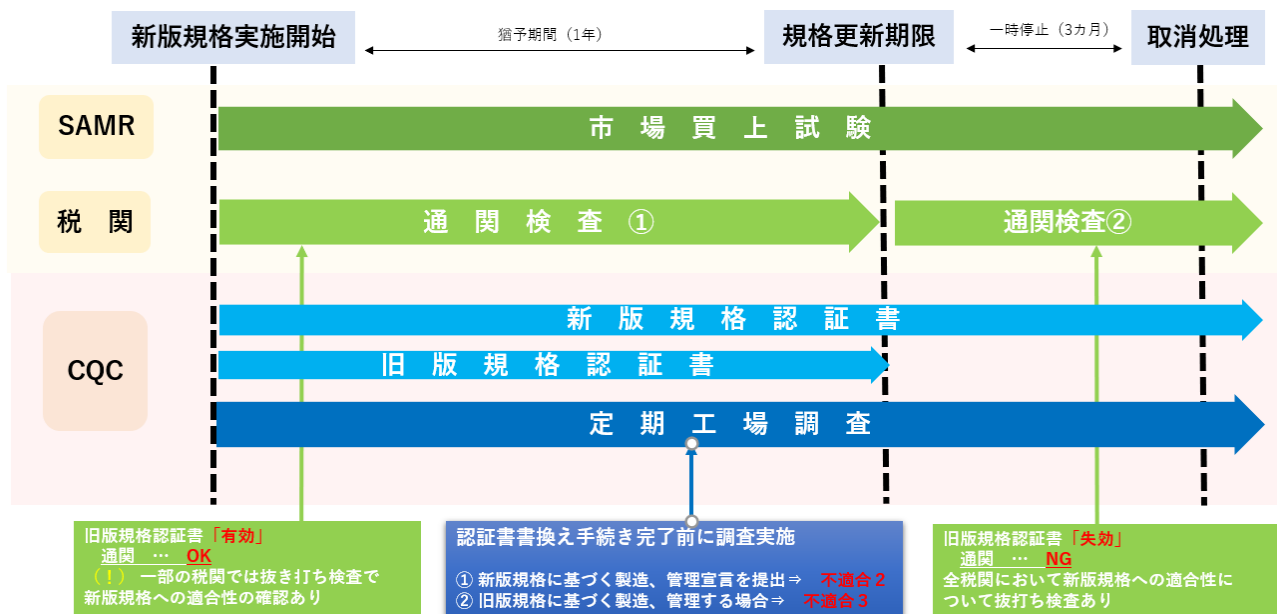 新版規格実施開始
猶予期間（1年）
規格更新期限
一時停止（3カ月）
取消処理
SAMR
市場買上試験
税　関
通関検査①
通関検査②
CQC
新版規格認証書
旧版規格認証書
定期工場調査
旧版規格認証書「有効」
通関　…　OK
（！）一部の税関では抜き打ち検査で
新版規格への適合性の確認あり
認証書書換え手続き完了前に調査実施
① 新版規格に基づく製造、管理宣言を提出⇒　不適合２
② 旧版規格に基づく製造、管理する場合⇒　不適合３
旧版規格認証書「失効」
通関　…　NG
全税関において新版規格への適合性に
ついて抜打ち検査あり